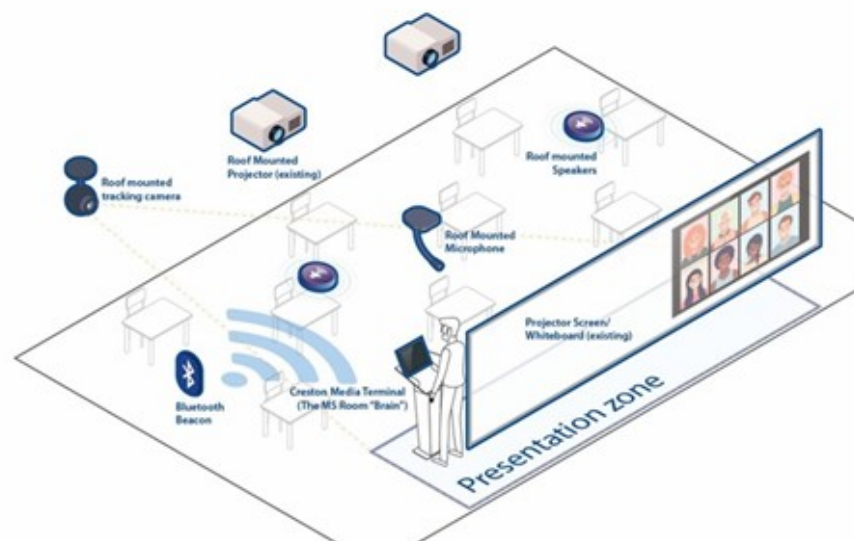 Roof Mounted
Projector (existing)
Roof mounted
Speakers
Roof mounted
tracking camera
Roof Mounted
Microphone
Projector Screen/
Whiteboard (existing)
Bluetooth
Beacon
Creston Media Terminal
(The MS Room "Brain")
Presentation zone